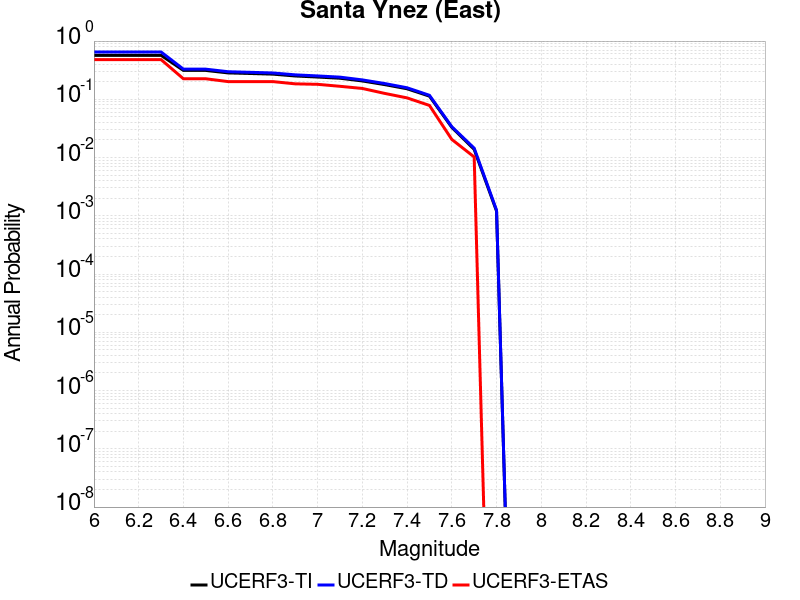 Santa Ynez (East)
10^0
10^-1
10^-2
10^-3
10^-4
10^-5
10^-6
10^-7
10^-8
Annual Probability
6 6.2 6.4 6.6 6.8 7 7.2 7.4 7.6 7.8 8 8.2 8.4 8.6 8.8 9
Magnitude
UCERF3-TI UCERF3-TD UCERF3-ETAS